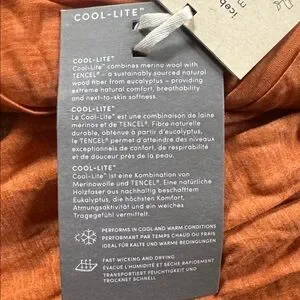 COOL-LITE™
COOL-LITE™
Cool-Lite™ combines merino wool with
TENCEL® – a sustainably sourced natural
wood fiber from eucalyptus – providing
extreme natural comfort, breathability
and next-to-skin softness.
COOL-LITE™
Le Cool-Lite™ est une combinaison de laine
mérinos et de TENCEL®. Fibre naturelle
durable, obtenue à partir d'eucalyptus,
le TENCEL® permet d'atteindre des niveaux
exceptionnels de confort, de respirabilité
et de douceur près de la peau.
COOL-LITE™
Cool-Lite™ ist eine Kombination von
Merinowolle und TENCEL®. Eine natürliche
Holzfaser aus nachhaltig beschafftem
Eukalyptus, die höchsten Komfort,
Atmungsaktivität und ein weiches
Tragegefühl vermittelt.
PERFORMS IN COOL AND WARM CONDITIONS
PERFORMANT PAR TEMPS CHAUD OU FRAIS
IDEAL FÜR KALTE UND WARME BEDINGUNGEN
FAST WICKING AND DRYING
ÉVACUE L'HUMIDITÉ ET SÈCHE RAPIDEMENT
TRANSPORTIERT FEUCHTIGKEIT UND
TROCKNET SCHNELL